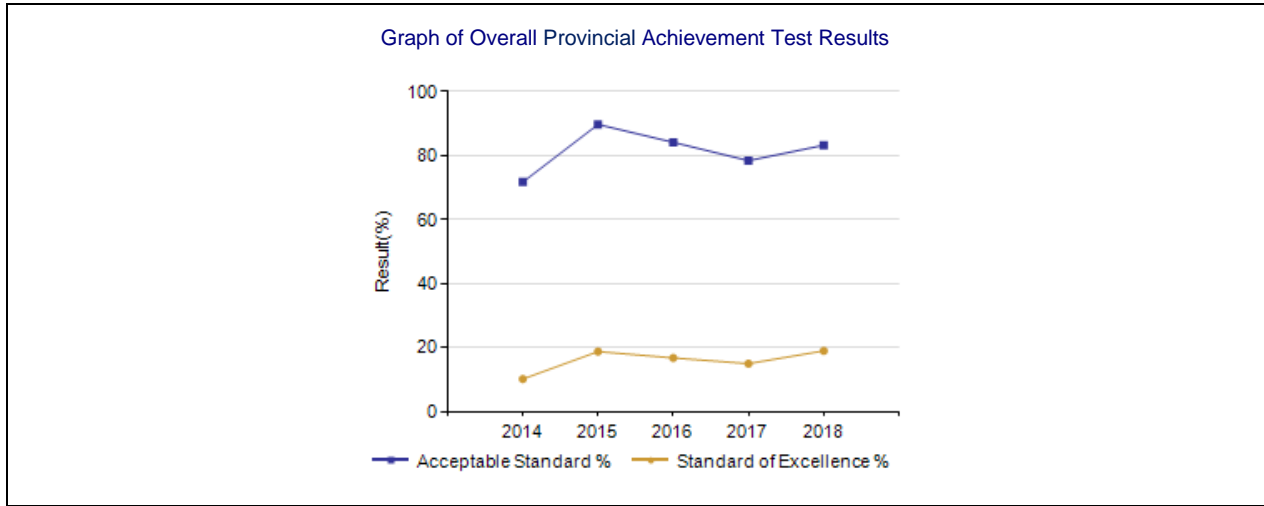 Graph of Overall Provincial Achievement Test Results
100
80
60
40
20
0
Result(%)
2014 2015 2016 2017 2018
Acceptable Standard % Standard of Excellence %